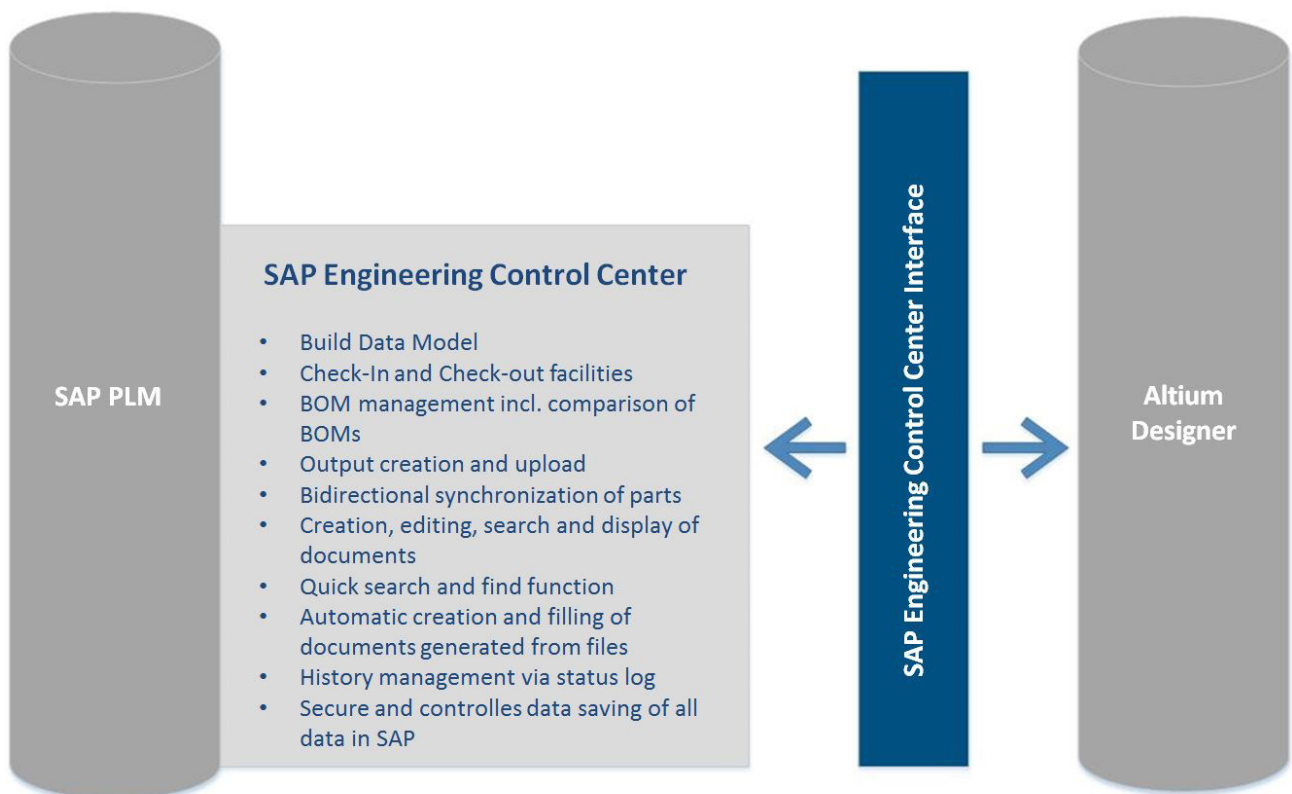 SAP PLM
SAP Engineering Control Center
• Build Data Model
• Check-In and Check-out facilities
• BOM management incl. comparison of
BOMs
• Output creation and upload
• Bidirectional synchronization of parts
• Creation, editing, search and display of
documents
• Quick search and find function
• Automatic creation and filling of
documents generated from files
• History management via status log
• Secure and controlles data saving of all
data in SAP
SAP Engineering Control Center Interface
Altium
Designer